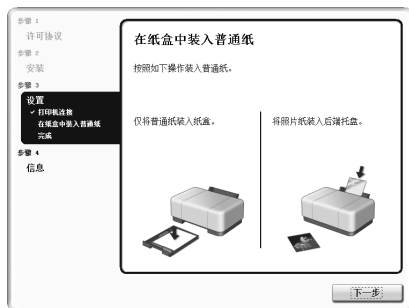 步骤 1
许可协议
步骤 2
安装
步骤 3
设置
✓ 打印机连接
在纸盒中装入普通纸
完成
步骤 4
信息
在纸盒中装入普通纸
按照如下操作装入普通纸。
仅将普通纸装入纸盒。
将照片纸装入后端托盘。
下一步